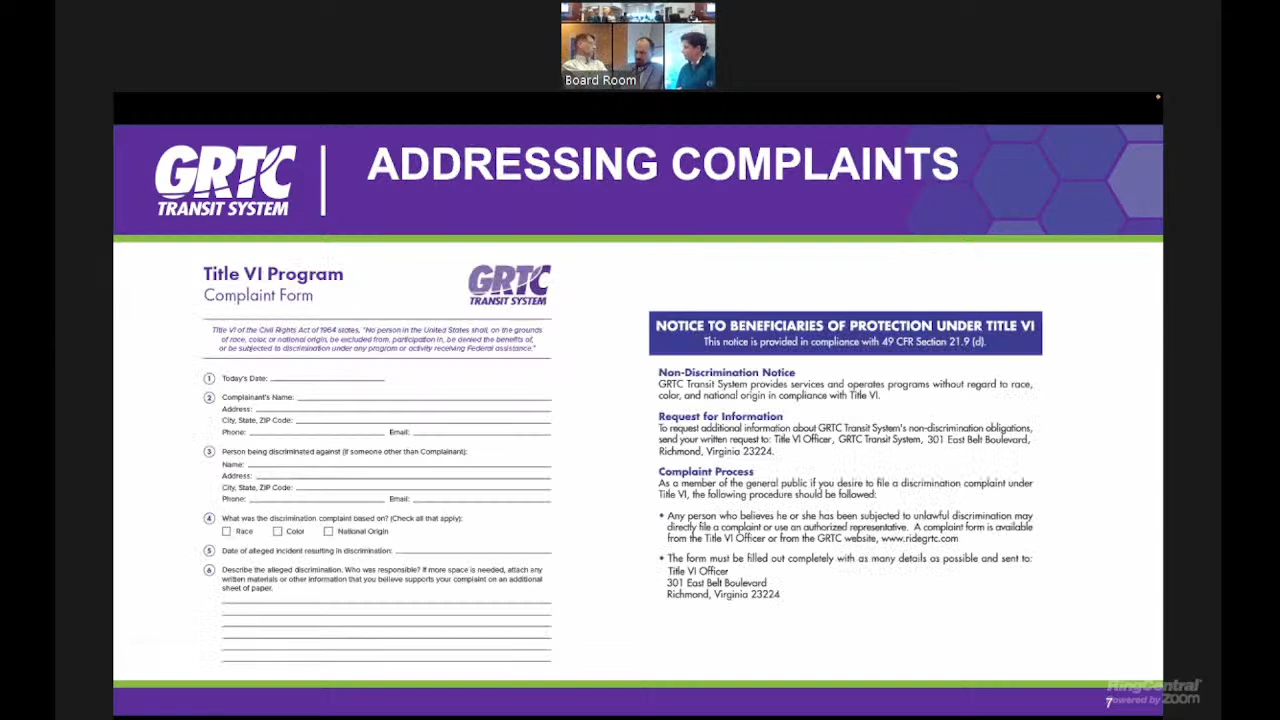 Board Room
GRTC
TRANSIT SYSTEM
ADDRESSING COMPLAINTS
Title VI Program
Complaint Form
GRTC
TRANSIT SYSTEM
Title VI of the Civil Rights Act of 1964 states, "No person in the United States shall, on the grounds
of race, color, or national origin, be excluded from, participation in, be denied the benefits of,
or be subjected to discrimination under any program or activity receiving Federal assistance."
1 Today's Date:
2 Complainant's Name:
Address:
City, State, ZIP Code:
Phone: Email:
3 Person being discriminated against (if someone other than Complainant):
Name:
Address:
City, State, ZIP Code:
Phone: Email:
4 What was the discrimination complaint based on? (Check all that apply):
Race Color National Origin
5 Date of alleged incident resulting in discrimination:
6 Describe the alleged discrimination. Who was responsible? If more space is needed, attach any
written materials or other information that you believe supports your complaint on an additional
sheet of paper.
NOTICE TO BENEFICIARIES OF PROTECTION UNDER TITLE VI
This notice is provided in compliance with 49 CFR Section 21.9 (d).
Non-Discrimination Notice
GRTC Transit System provides services and operates programs without regard to race,
color, and national origin in compliance with Title VI.
Request for Information
To request additional information about GRTC Transit System's non-discrimination obligations,
send your written request to: Title VI Officer, GRTC Transit System, 301 East Belt Boulevard,
Richmond, Virginia 23224.
Complaint Process
As a member of the general public if you desire to file a discrimination complaint under
Title VI, the following procedure should be followed:
• Any person who believes he or she has been subjected to unlawful discrimination may
directly file a complaint or use an authorized representative. A complaint form is available
from the Title VI Officer or from the GRTC website, www.ridegrtc.com
• The form must be filled out completely with as many details as possible and sent to:
Title VI Officer
301 East Belt Boulevard
Richmond, Virginia 23224
RingCentral
7
powered by zoom